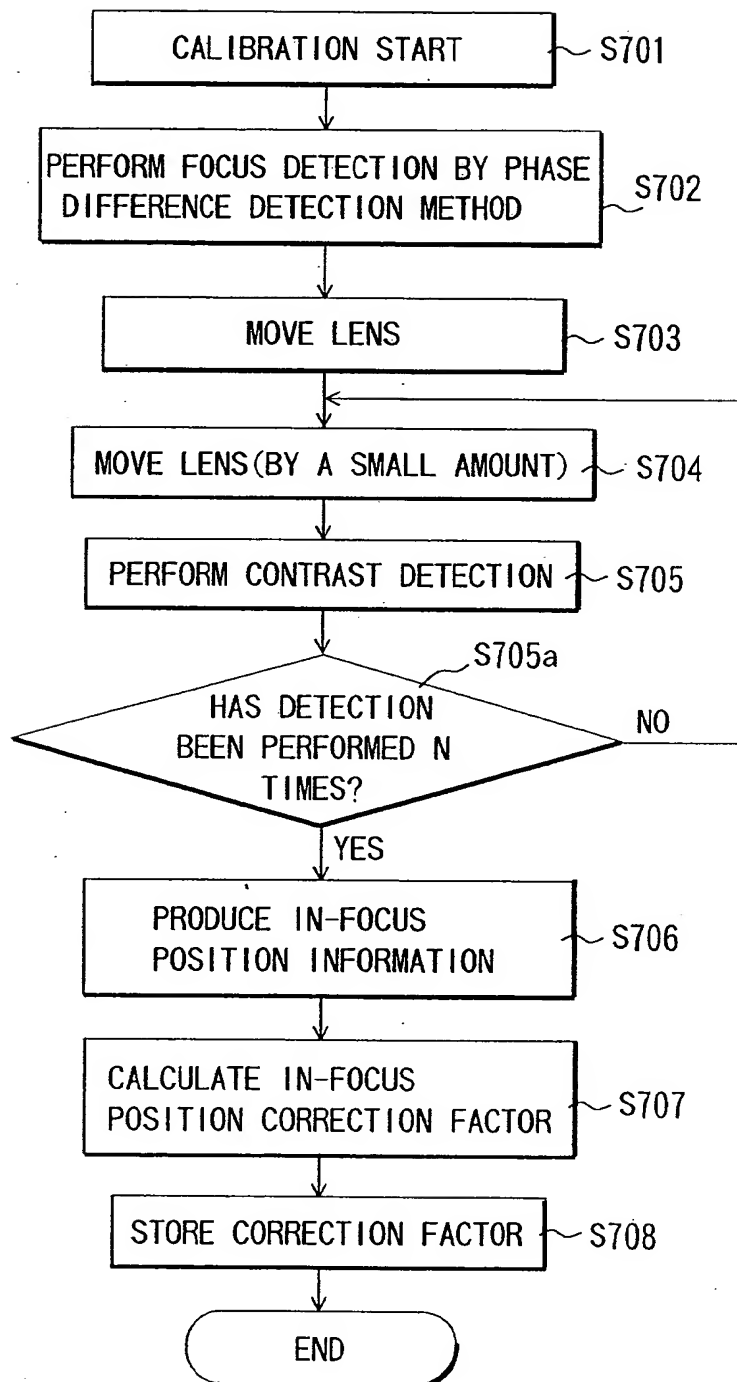 CALIBRATION START
S701
PERFORM FOCUS DETECTION BY PHASE
DIFFERENCE DETECTION METHOD
S702
MOVE LENS
S703
MOVE LENS(BY A SMALL AMOUNT)
S704
PERFORM CONTRAST DETECTION
S705
S705a
HAS DETECTION
BEEN PERFORMED N
TIMES?
NO
YES
PRODUCE IN-FOCUS
POSITION INFORMATION
S706
CALCULATE IN-FOCUS
POSITION CORRECTION FACTOR
S707
STORE CORRECTION FACTOR
S708
END